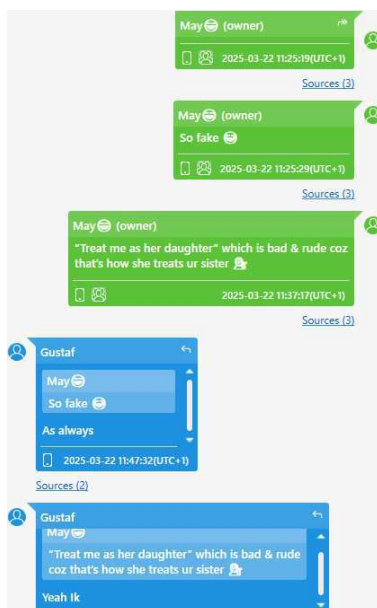 May😁 (owner)
2025-03-22 11:25:19(UTC+1)
Sources (3)
May😁 (owner)
So fake 😁
2025-03-22 11:25:29(UTC+1)
Sources (3)
May😁 (owner)
“Treat me as her daughter” which is bad & rude coz
that's how she treats ur sister 🤦
2025-03-22 11:37:17(UTC+1)
Sources (3)
Gustaf
May😁
So fake 😁
As always
2025-03-22 11:47:32(UTC+1)
Sources (2)
Gustaf
May😁
“Treat me as her daughter” which is bad & rude
coz that's how she treats ur sister 🤦
Yeah Ik